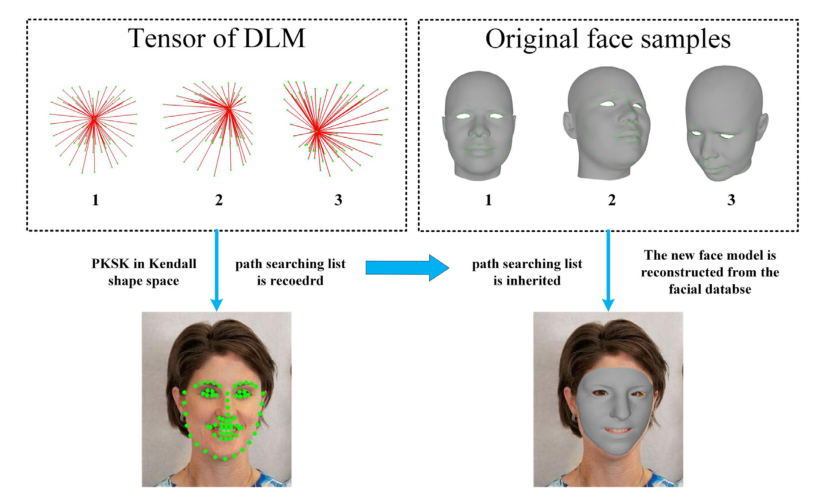 Tensor of DLM
1
2
3
Original face samples
1
2
3
PKSK in Kendall
shape space
path searching list
is recoedrd
path searching list
is inherited
The new face model is
reconstructed from the
facial databse